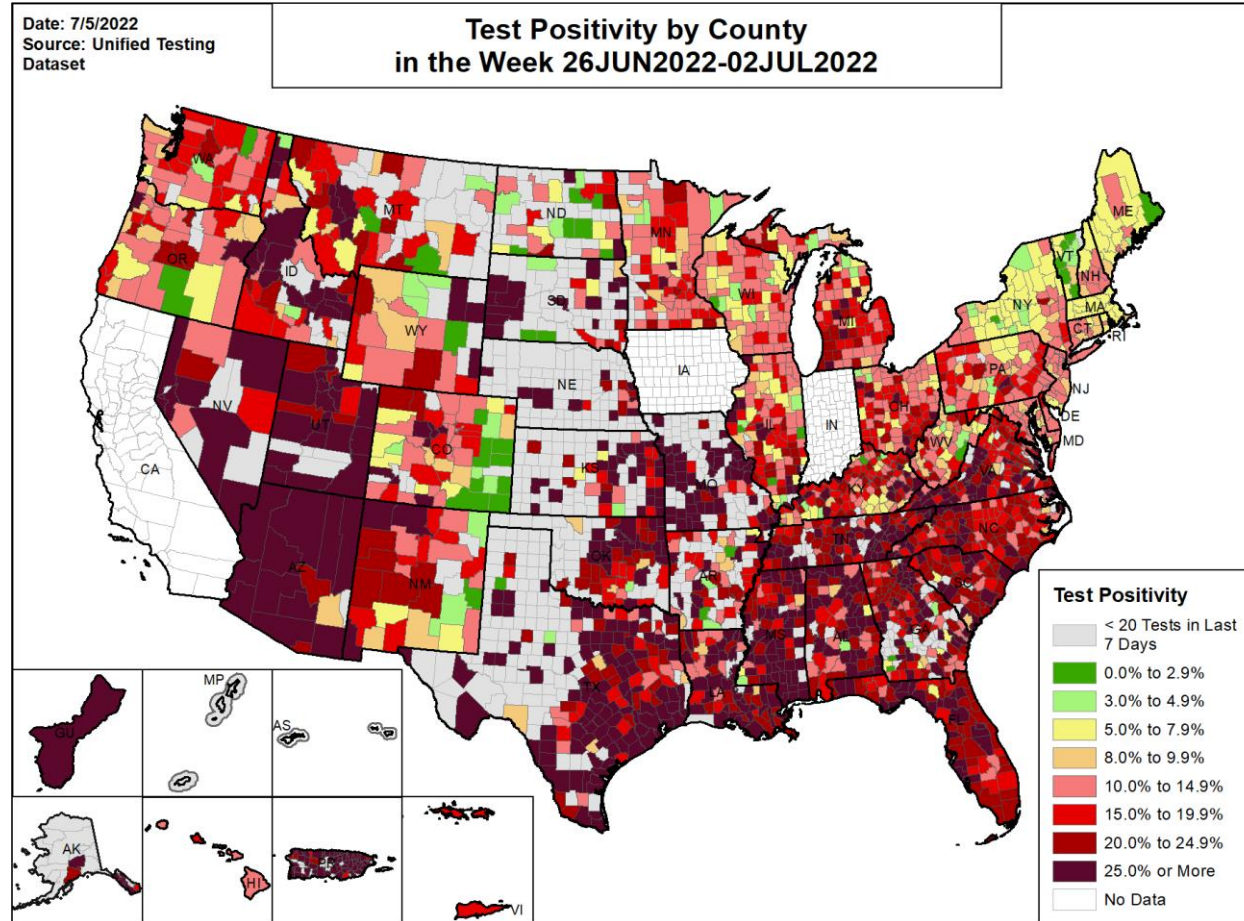 Date: 7/5/2022
Source: Unified Testing
Dataset
Test Positivity by County
in the Week 26JUN2022-02JUL2022
WA
MT
ND
MN
ME
OR
ID
SD
WI
MI
VT
NH
NY
MA
CT
RI
WY
NE
IA
PA
NJ
NV
UT
CO
KS
MO
IL
IN
OH
WV
DE
MD
VA
CA
KY
AZ
NM
OK
AR
TN
NC
SC
TX
LA
MS
AL
GA
FL
GU
MP
AS
AK
HI
PR
VI
Test Positivity
< 20 Tests in Last
7 Days
0.0% to 2.9%
3.0% to 4.9%
5.0% to 7.9%
8.0% to 9.9%
10.0% to 14.9%
15.0% to 19.9%
20.0% to 24.9%
25.0% or More
No Data